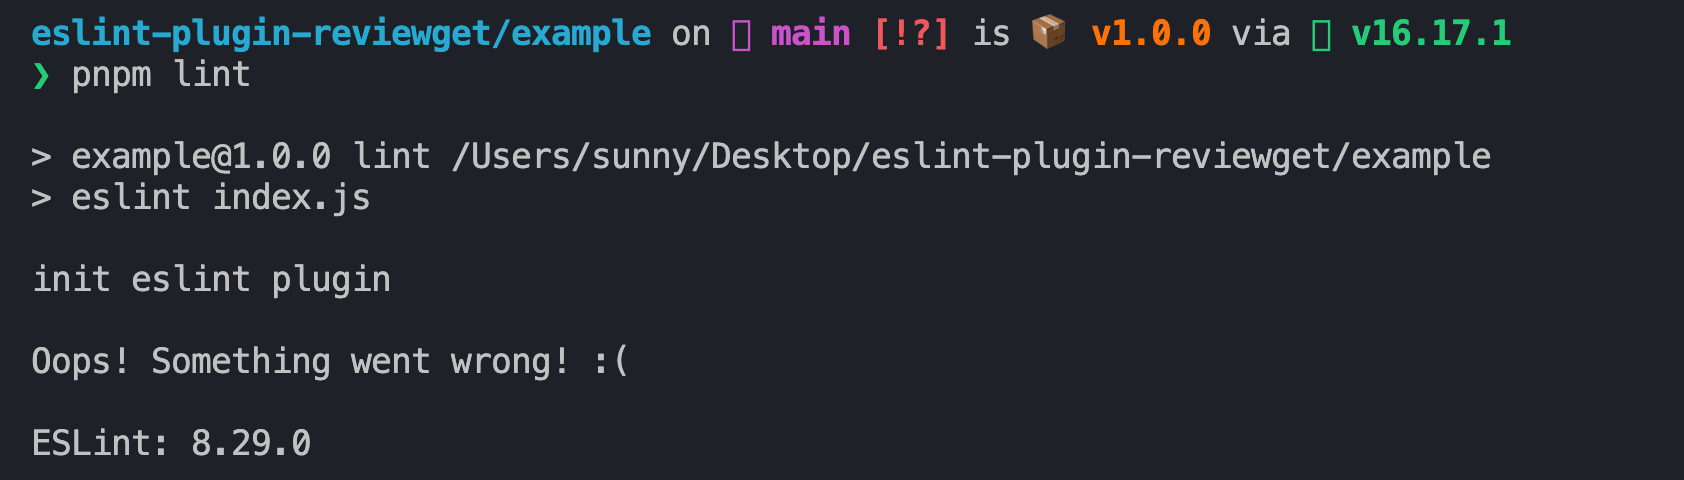 eslint-plugin-reviewget/example on main [!?] is 📦 v1.0.0 via v16.17.1
❯ pnpm lint
> example@1.0.0 lint /Users/sunny/Desktop/eslint-plugin-reviewget/example
> eslint index.js
init eslint plugin
Oops! Something went wrong! :(
ESLint: 8.29.0